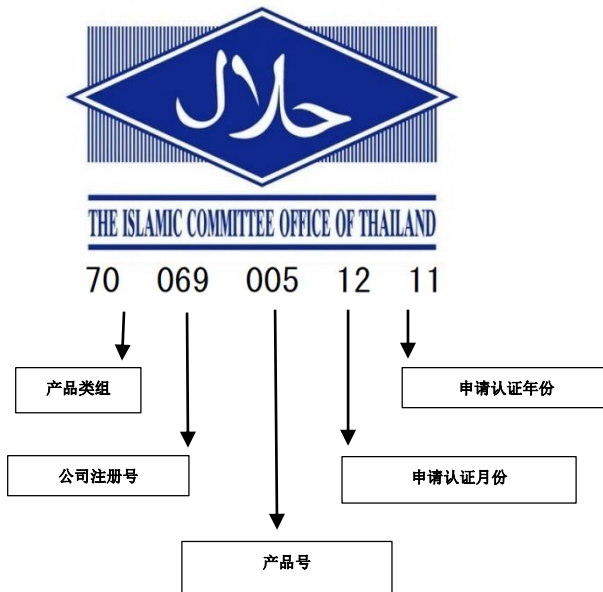 حلال
THE ISLAMIC COMMITTEE OFFICE OF THAILAND
70 069 005 12 11
产品类组
申请认证年份
公司注册号
申请认证月份
产品号